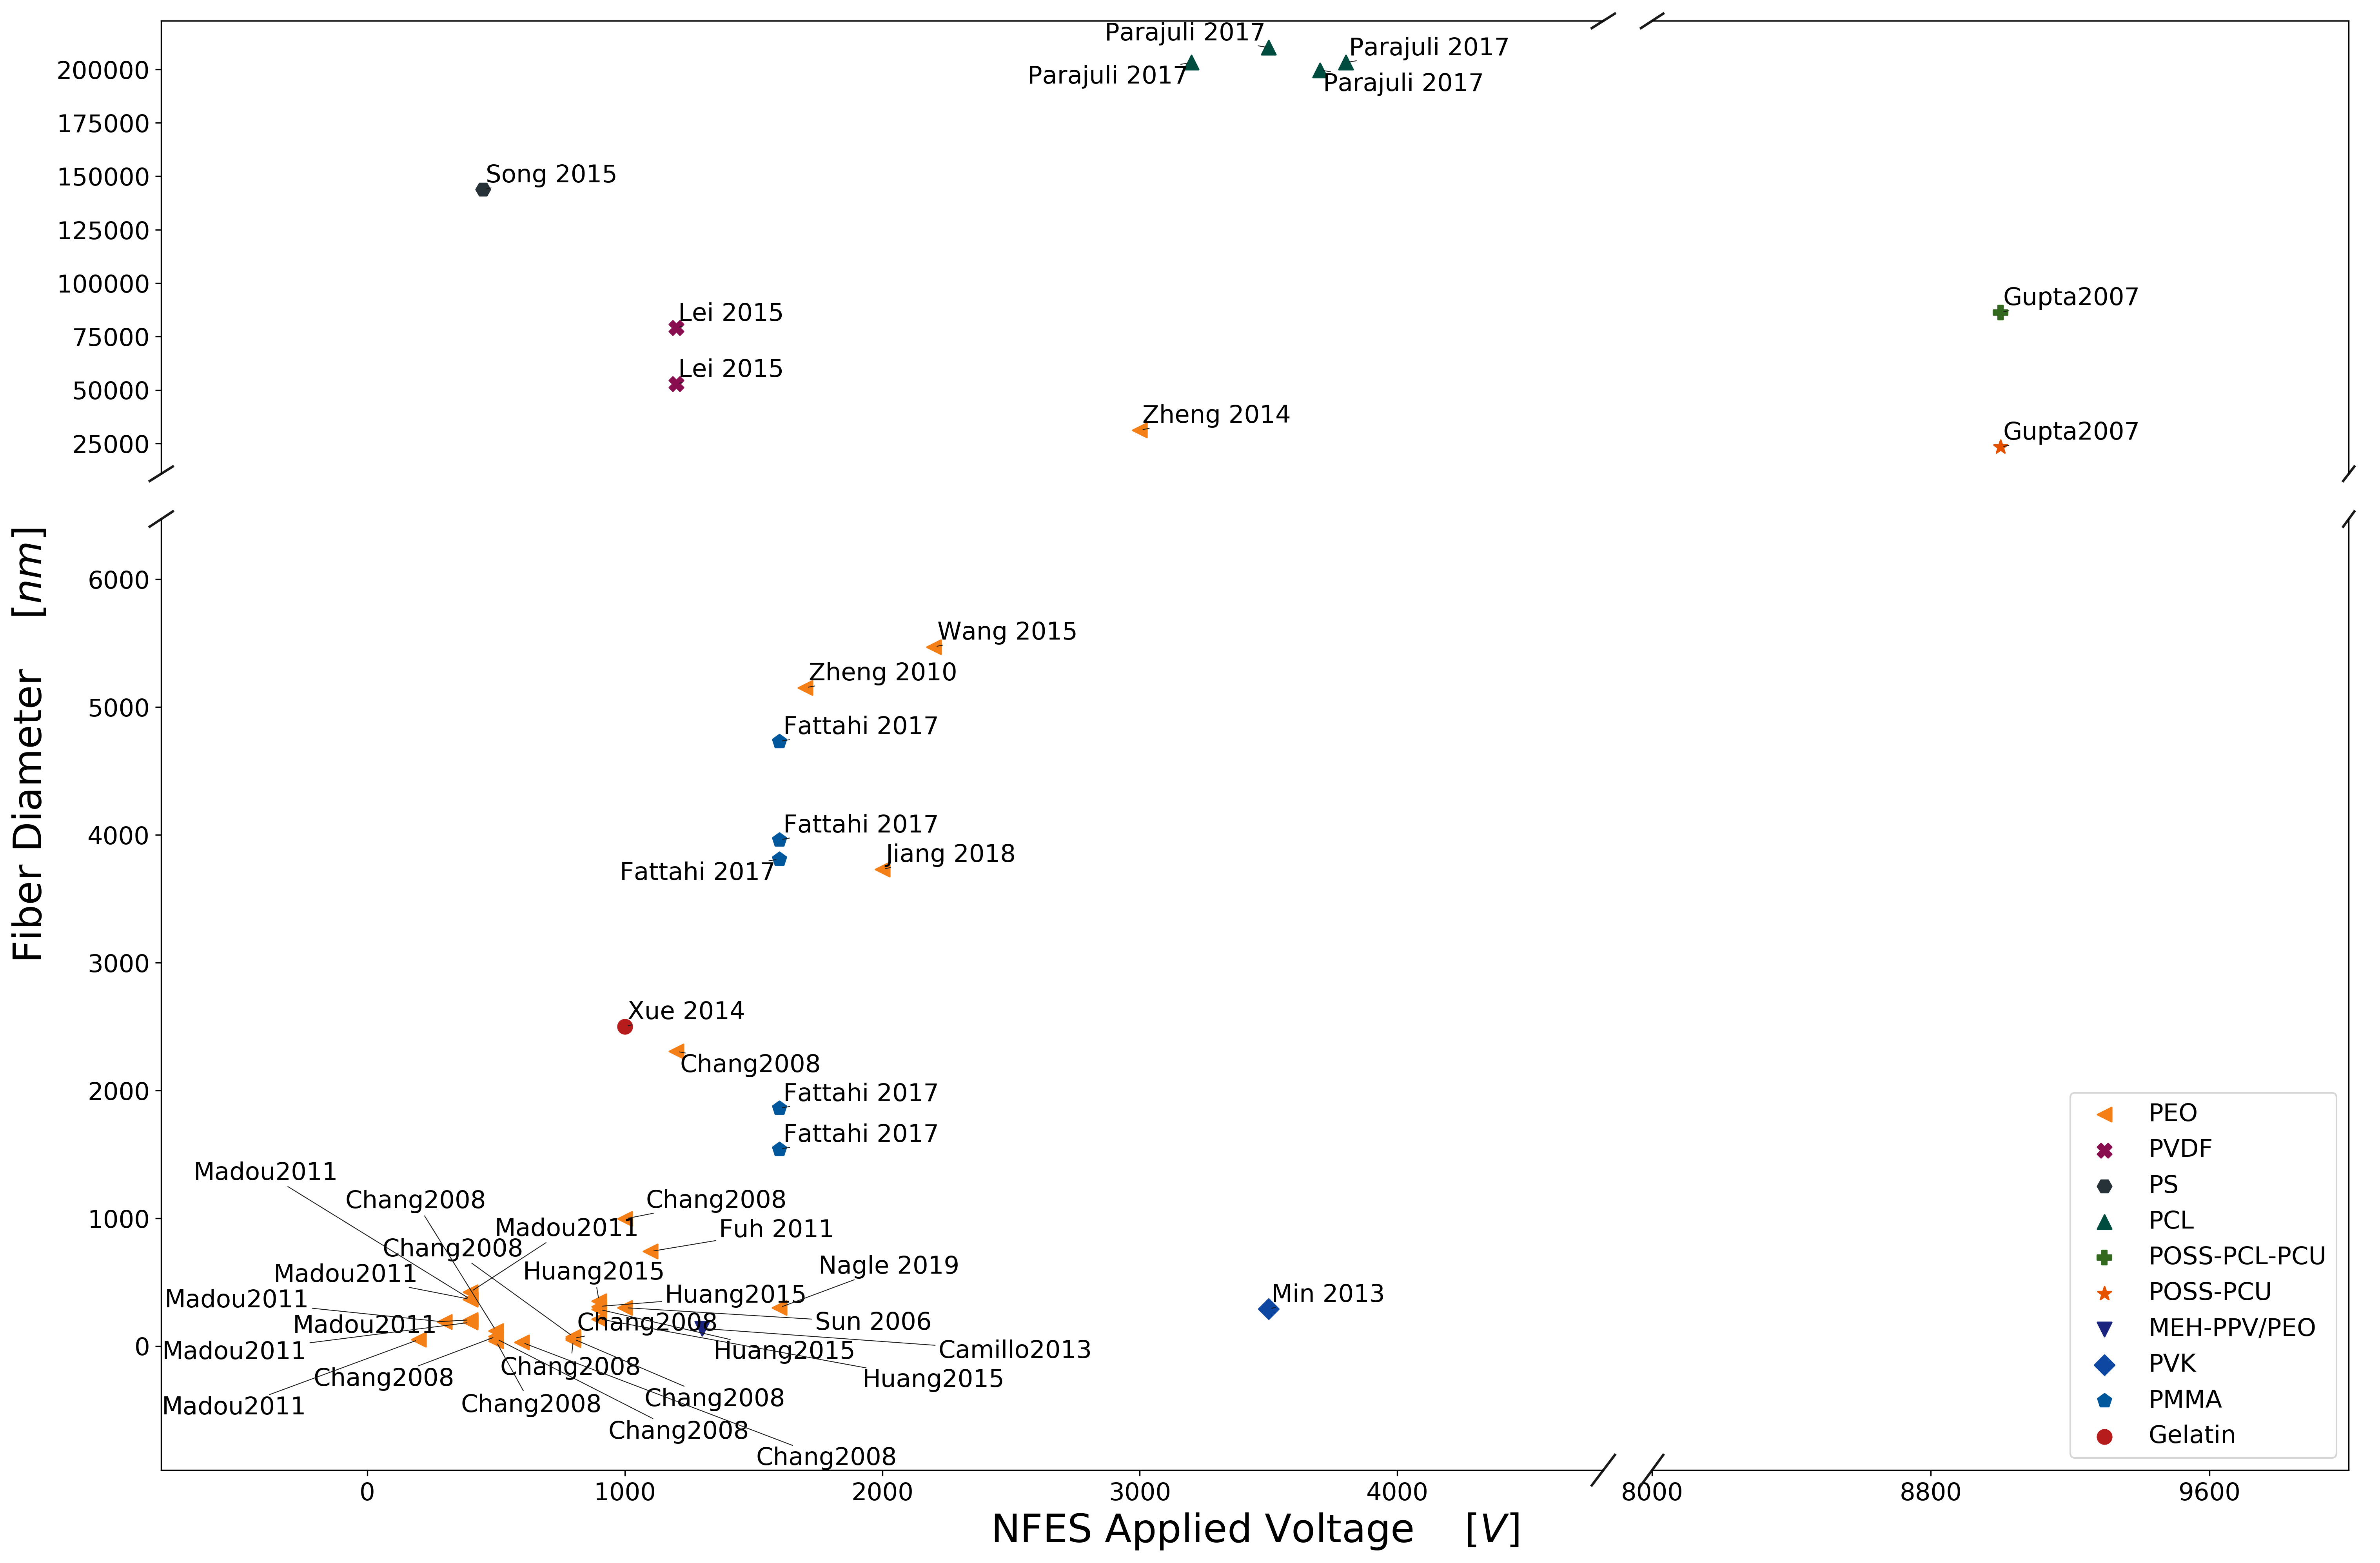 Parajuli 2017
Parajuli 2017
Parajuli 2017
Parajuli 2017
200000
175000
150000
125000
100000
75000
50000
25000
Song 2015
Lei 2015
Lei 2015
Zheng 2014
Gupta2007
Gupta2007
Fiber Diameter [nm]
6000
5000
4000
3000
2000
1000
0
Wang 2015
Zheng 2010
Fattahi 2017
Fattahi 2017
Jiang 2018
Fattahi 2017
Xue 2014
Chang2008
Fattahi 2017
Fattahi 2017
Madou2011
Chang2008
Chang2008
Madou2011
Fuh 2011
Chang2008
Nagle 2019
Madou2011
Huang2015
Huang2015
Min 2013
Madou2011
Madou2011
Chang2008
Sun 2006
Madou2011
Huang2015
Camillo2013
Chang2008
Chang2008
Huang2015
Madou2011
Chang2008
Chang2008
Chang2008
Chang2008
PEO
PVDF
PS
PCL
POSS-PCL-PCU
POSS-PCU
MEH-PPV/PEO
PVK
PMMA
Gelatin
0
1000
2000
3000
4000
8000
8800
9600
NFES Applied Voltage [V]